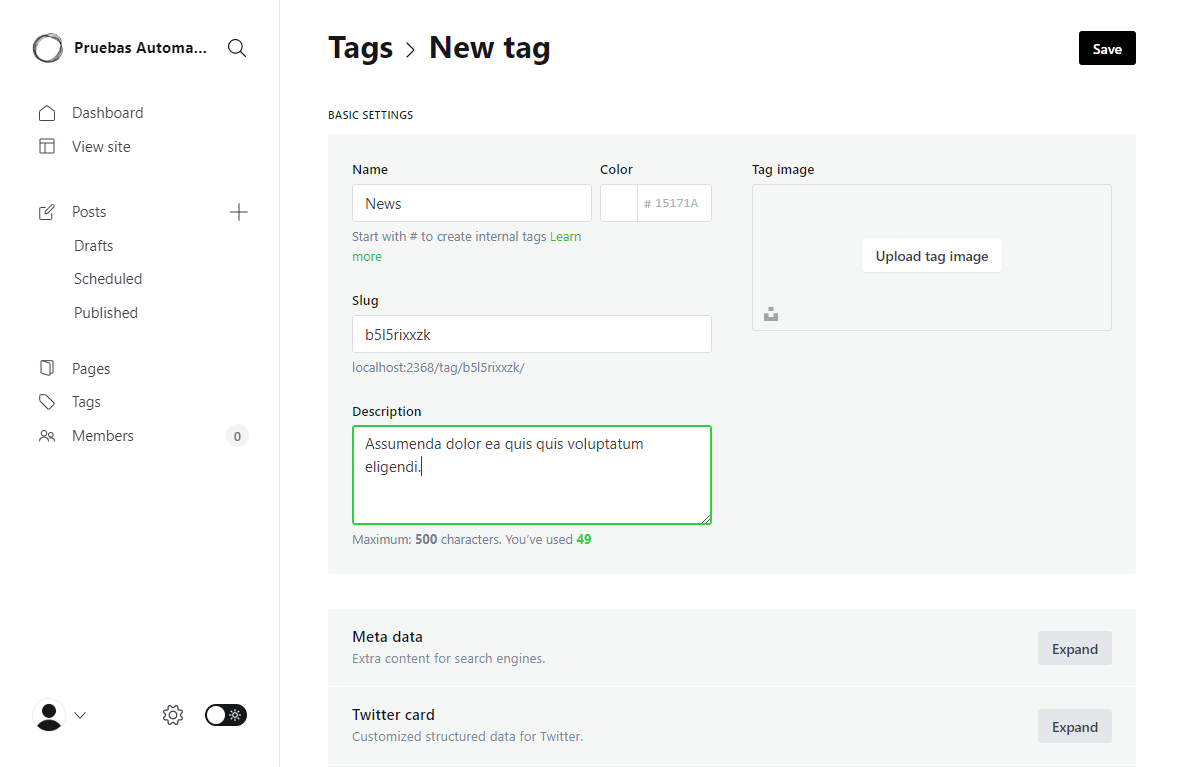 Pruebas Automa...
Dashboard
View site
Posts
Drafts
Scheduled
Published
Pages
Tags
Members
0
Tags > New tag
Save
BASIC SETTINGS
Name
News
Start with # to create internal tags Learn
more
Color
# 15171A
Slug
b5l5rixxzk
localhost:2368/tag/b5l5rixxzk/
Description
Assumenda dolor ea quis quis voluptatum
eligendi.
Maximum: 500 characters. You’ve used 49
Tag image
Upload tag image
Meta data
Extra content for search engines.
Expand
Twitter card
Customized structured data for Twitter.
Expand